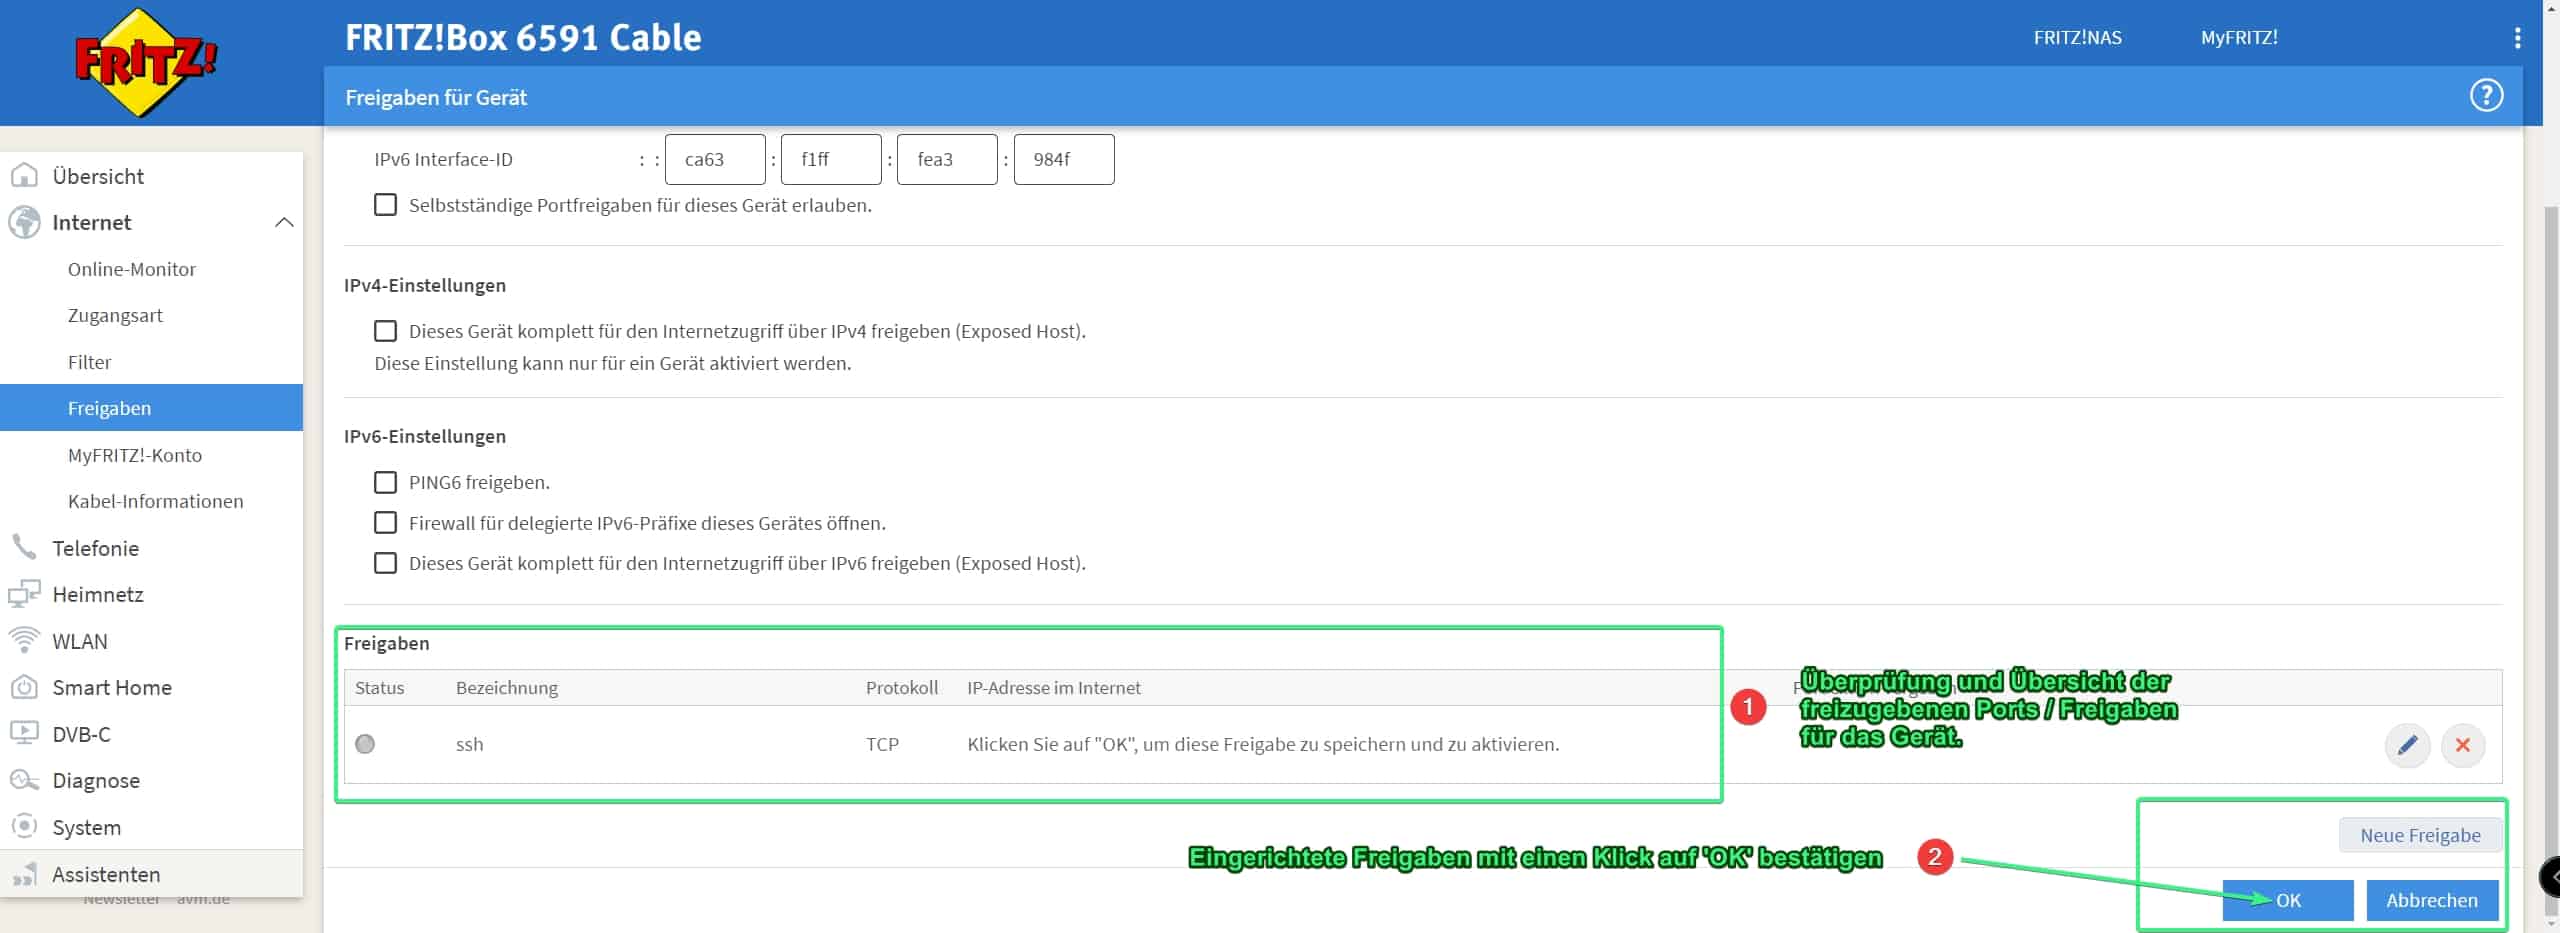 FRITZ!
FRITZ!Box 6591 Cable
FRITZ!NAS
MyFRITZ!
Freigaben für Gerät
?
Übersicht
Internet
Online-Monitor
Zugangsart
Filter
Freigaben
MyFRITZ!-Konto
Kabel-Informationen
Telefonie
Heimnetz
WLAN
Smart Home
DVB-C
Diagnose
System
Assistenten
Newsletter avm.de
IPv6 Interface-ID : : ca63 : f1ff : fea3 : 984f
Selbstständige Portfreigaben für dieses Gerät erlauben.
IPv4-Einstellungen
Dieses Gerät komplett für den Internetzugriff über IPv4 freigeben (Exposed Host).
Diese Einstellung kann nur für ein Gerät aktiviert werden.
IPv6-Einstellungen
PING6 freigeben.
Firewall für delegierte IPv6-Präfixe dieses Gerätes öffnen.
Dieses Gerät komplett für den Internetzugriff über IPv6 freigeben (Exposed Host).
Freigaben
Status Bezeichnung Protokoll IP-Adresse im Internet
ssh TCP Klicken Sie auf "OK", um diese Freigabe zu speichern und zu aktivieren.
1
Überprüfung und Übersicht der
freizugebenen Ports / Freigaben
für das Gerät.
Neue Freigabe
Eingerichtete Freigaben mit einen Klick auf 'OK' bestätigen
2
OK
Abbrechen